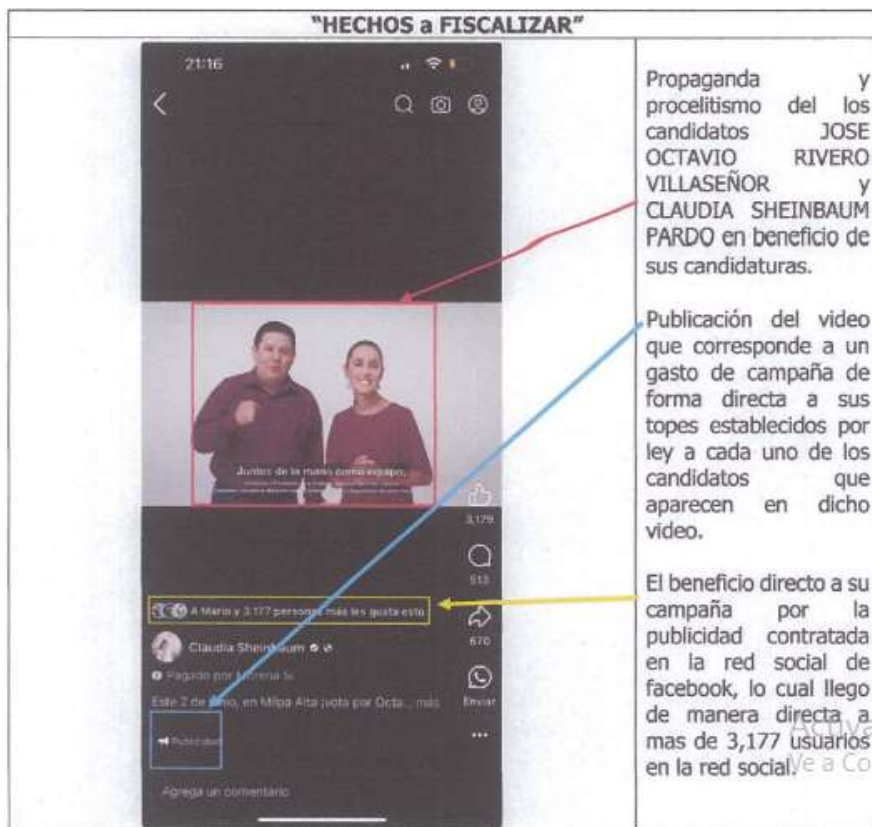 "HECHOS a FISCALIZAR"
21:16
Juntos de la mano como equipo,
3,179
513
A Mario y 3.177 personas más les gusta esto
670
Claudia Sheinbaum
Pagado por Morena Si
Este 2 de junio, en Milpa Alta ¡vota por Octa... más
Enviar
Publicidad
Agrega un comentario
Propaganda y
procelitismo del los
candidatos JOSE
OCTAVIO RIVERO
VILLASEÑOR y
CLAUDIA SHEINBAUM
PARDO en beneficio de
sus candidaturas.
Publicación del video
que corresponde a un
gasto de campaña de
forma directa a sus
topes establecidos por
ley a cada uno de los
candidatos que
aparecen en dicho
video.
El beneficio directo a su
campaña por la
publicidad contratada
en la red social de
facebook, lo cual llego
de manera directa a
mas de 3,177 usuarios
en la red social.
Activa
Ve a Co